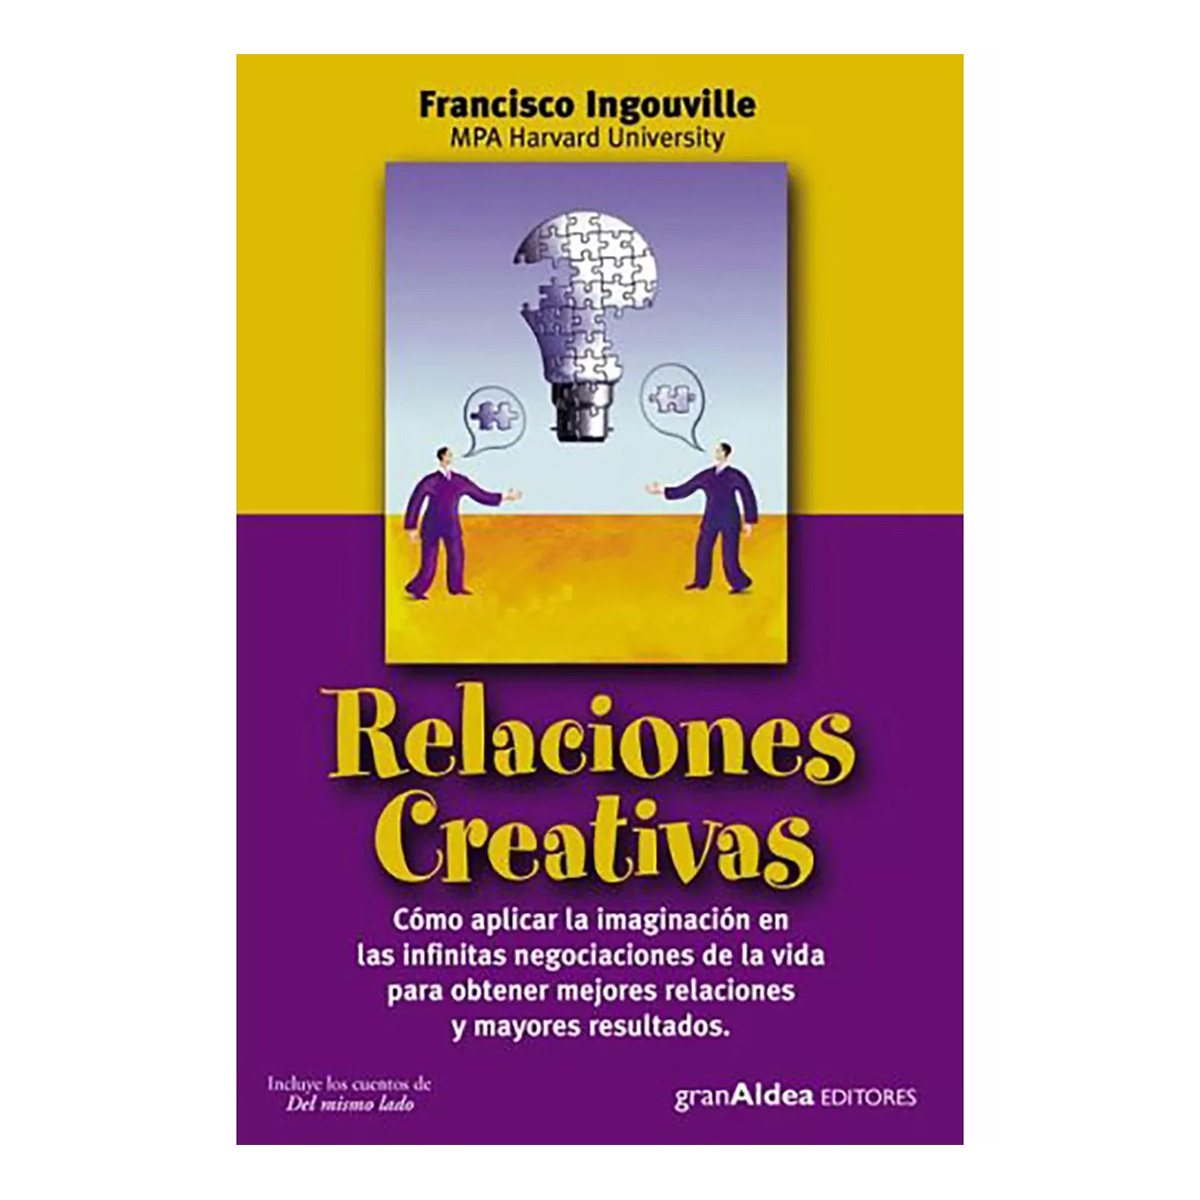 Francisco Ingouville
MPA Harvard University
Relaciones
Creativas
Cómo aplicar la imaginación en
las infinitas negociaciones de la vida
para obtener mejores relaciones
y mayores resultados.
Incluye los cuentos de
Del mismo lado
granAldea EDITORES